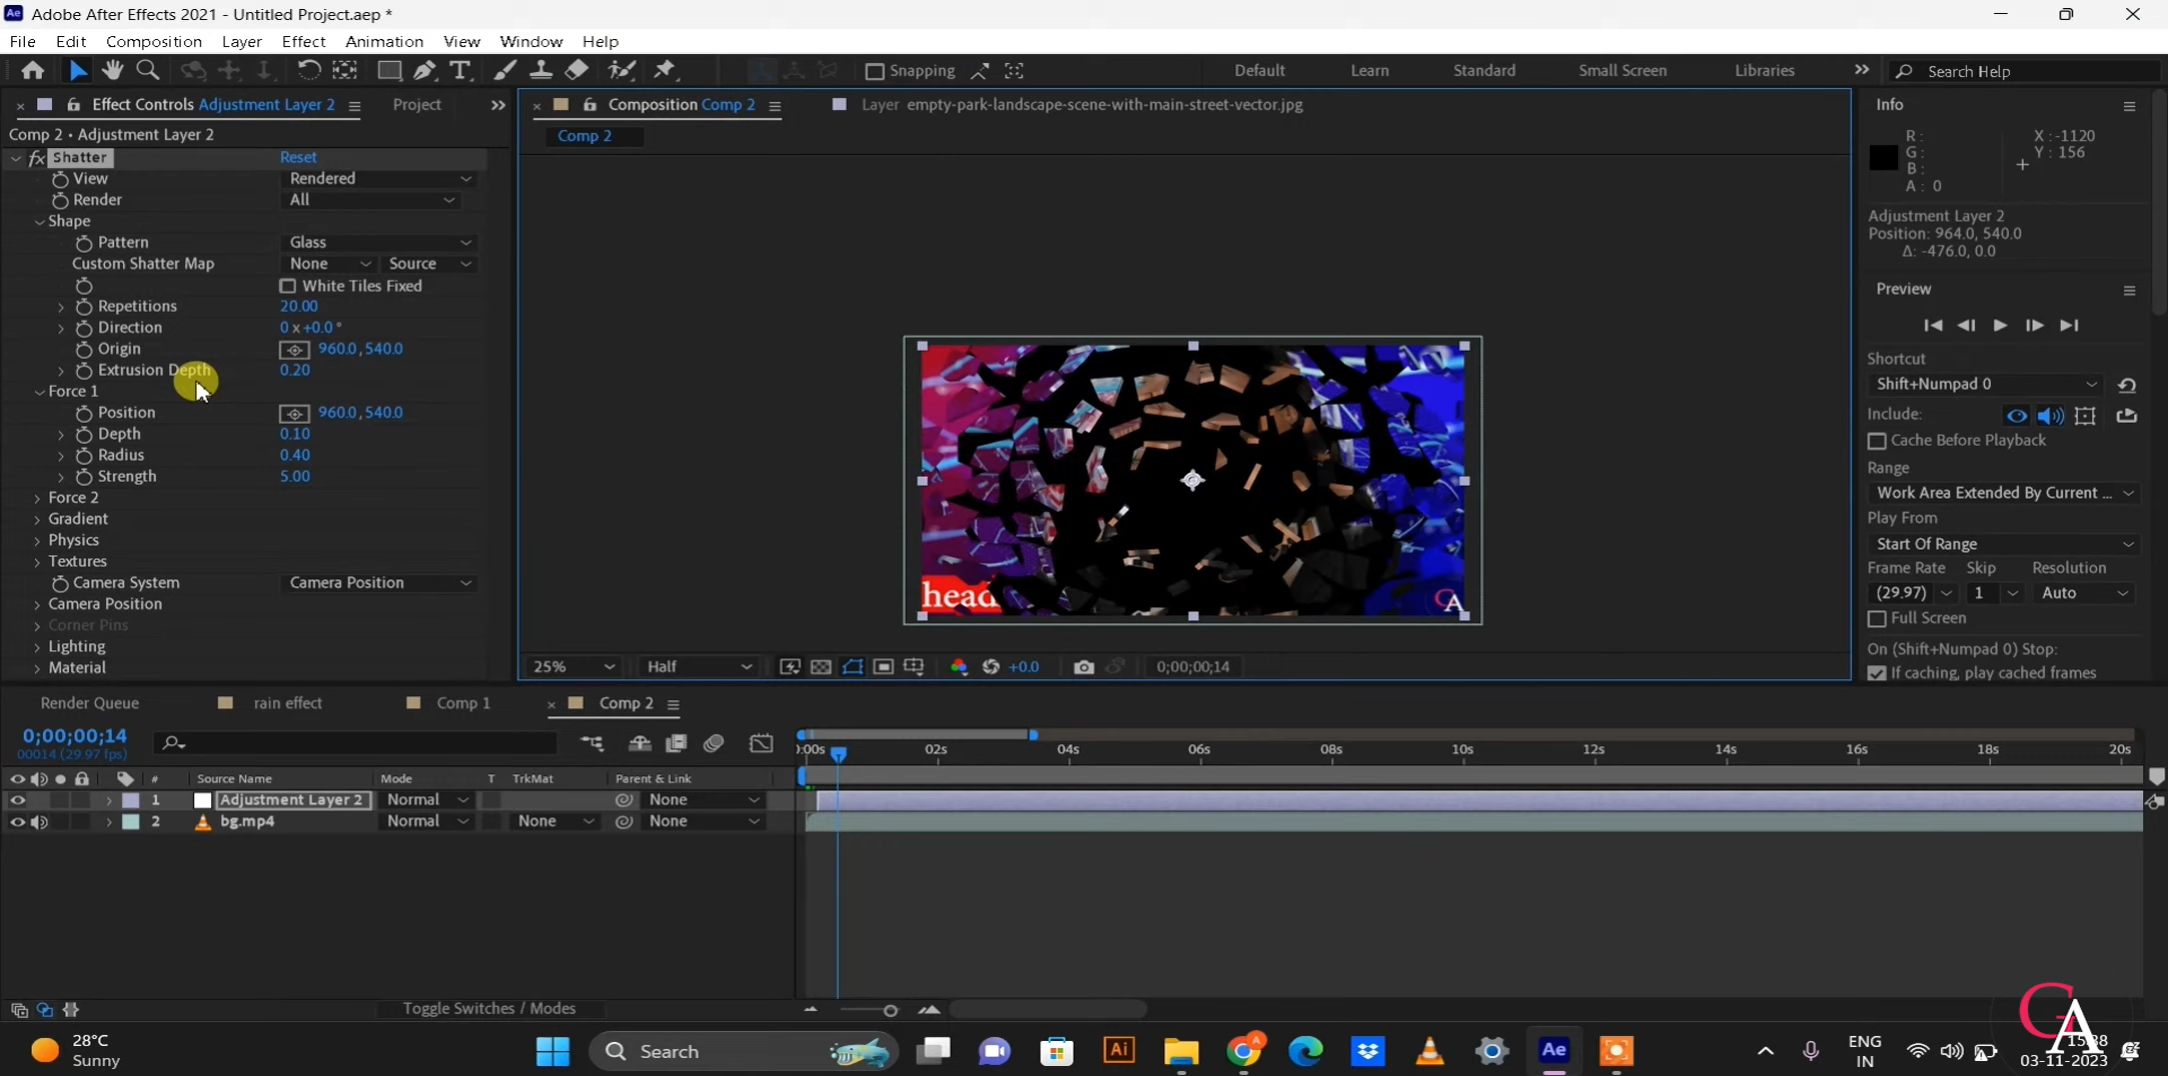 Adobe After Effects 2021 - Untitled Project.aep *
File Edit Composition Layer Effect Animation View Window Help
Snapping Default Learn Standard Small Screen Libraries Search Help
Effect Controls Adjustment Layer 2 Project
Comp 2 • Adjustment Layer 2
fx Shatter Reset
View Rendered
Render All
Shape
Pattern Glass
Custom Shatter Map None Source
White Tiles Fixed
Repetitions 20.00
Direction 0 x +0.0 °
Origin 960.0, 540.0
Extrusion Depth 0.20
Force 1
Position 960.0, 540.0
Depth 0.10
Radius 0.40
Strength 5.00
Force 2
Gradient
Physics
Textures
Camera System Camera Position
Camera Position
Corner Pins
Lighting
Material
Composition Comp 2 Layer empty-park-landscape-scene-with-main-street-vector.jpg
Comp 2
head
GA
25% Half +0.0 0;00;00;14
Info
R :
G :
B :
A : 0
X : -1120
Y : 156
Adjustment Layer 2
Position: 964.0, 540.0
Δ: -476.0, 0.0
Preview
Shortcut
Shift+Numpad 0
Include:
Cache Before Playback
Range
Work Area Extended By Current ...
Play From
Start Of Range
Frame Rate Skip Resolution
(29.97) 1 Auto
Full Screen
On (Shift+Numpad 0) Stop:
If caching, play cached frames
Render Queue rain effect Comp 1 Comp 2
0;00;00;14
00014 (29.97 fps)
# Source Name Mode T TrkMat Parent & Link
1 Adjustment Layer 2 Normal None
2 bg.mp4 Normal None None
):00s 02s 04s 06s 08s 10s 12s 14s 16s 18s 20s
Toggle Switches / Modes
28°C
Sunny
Search
Ai
Ae
ENG
IN
03-11-2023
GA